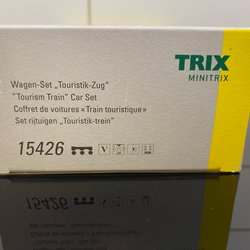 TRIX
MINITRIX
Wagen-Set „Touristik-Zug"
"Tourism Train" Car Set
Coffret de voitures « Train touristique »
Set rijtuigen „Touristik-trein"
15426
V
15426